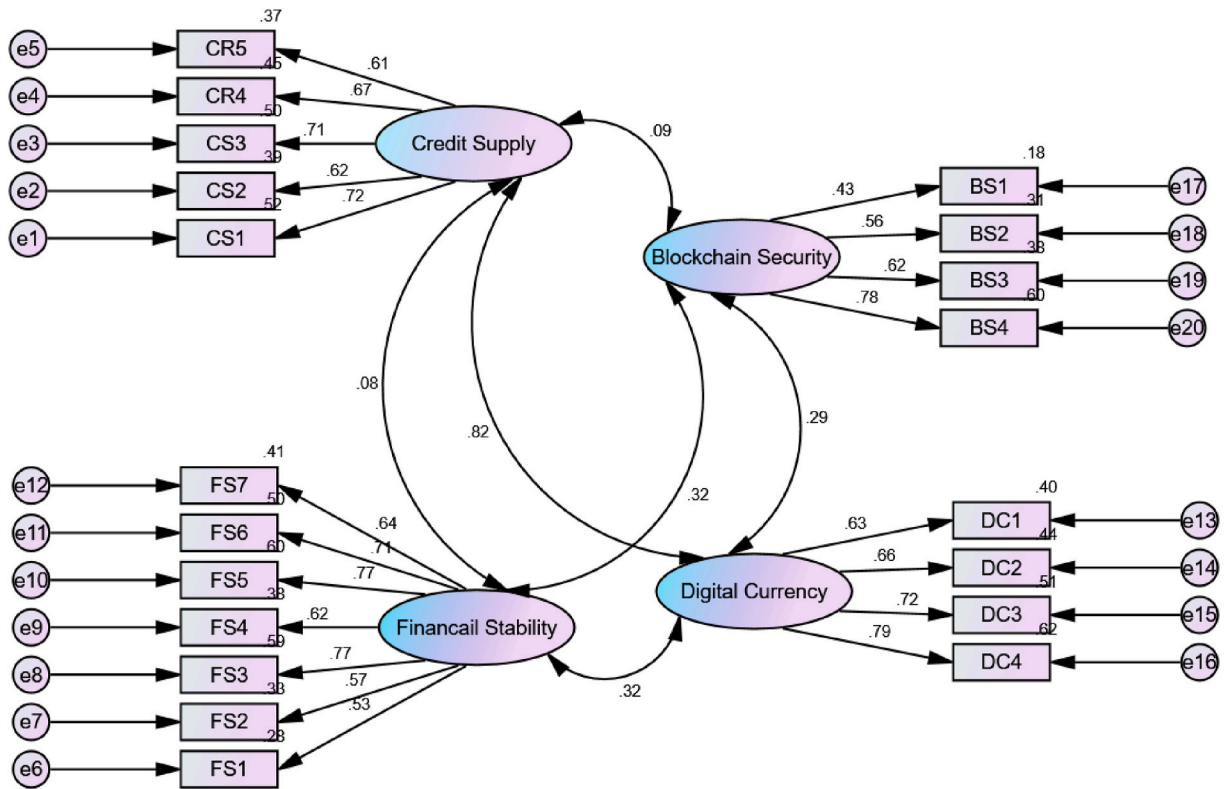 .37
e5 CR5 .61
.45
e4 CR4 .67
.50
e3 CS3 .71 Credit Supply
.39
e2 CS2 .62
.52
e1 CS1 .72
.09
.18
.43 BS1 e17
.31
.56 BS2 e18
Blockchain Security
.38
.62 BS3 e19
.60
.78 BS4 e20
.08
.82
.29
.32
.41
e12 FS7 .64
.50
e11 FS6 .71
.60
e10 FS5 .77
.38
e9 FS4 .62 Financail Stability
.59
e8 FS3 .77
.33
e7 FS2 .57
.28
e6 FS1 .53
.40
.63 DC1 e13
.44
.66 DC2 e14
Digital Currency
.51
.72 DC3 e15
.62
.79 DC4 e16
.32